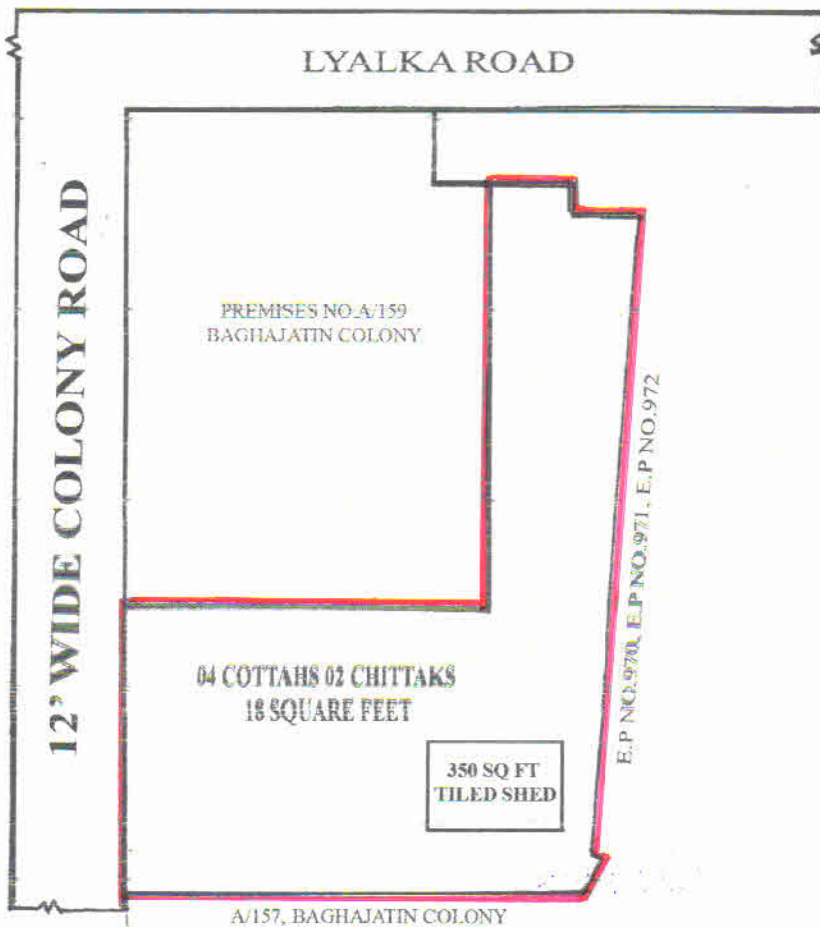 LYALKA ROAD
12' WIDE COLONY ROAD
PREMISES NO.A/159
BAGHAJATIN COLONY
E.P NO.970, E.P NO.971, E.P NO.972
04 COTTAHS 02 CHITTAKS
18 SQUARE FEET
350 SQ FT
TILED SHED
A/157, BAGHAJATIN COLONY